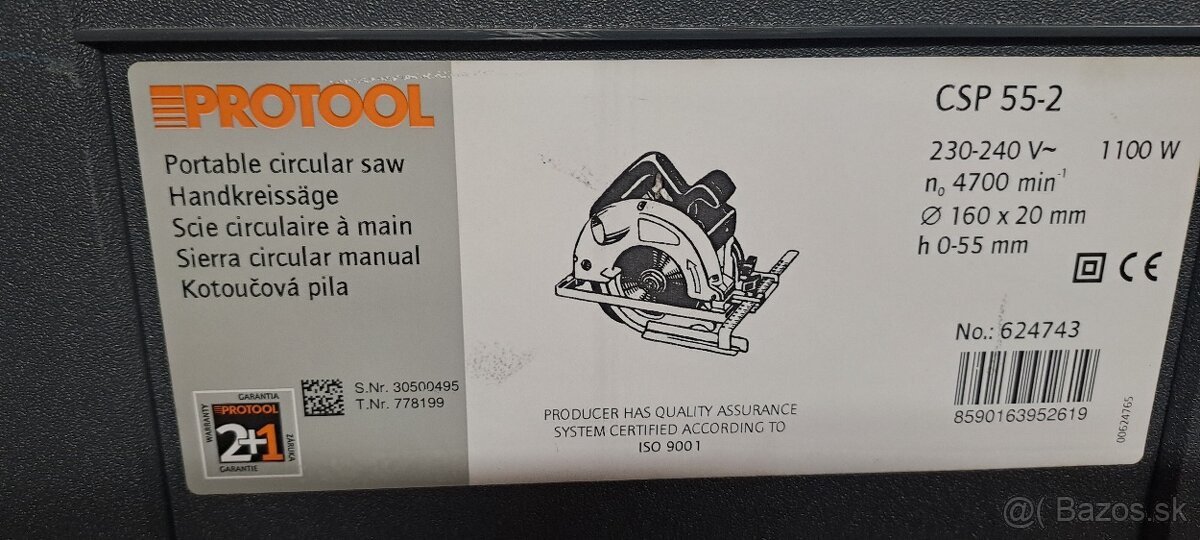 PROTOOL
Portable circular saw
Handkreissäge
Scie circulaire à main
Sierra circular manual
Kotoučová pila
GARANTIA
WARRANTY
PROTOOL
2+1
ZÁRUKA
GARANTIE
S.Nr. 30500495
T.Nr. 778199
PRODUCER HAS QUALITY ASSURANCE
SYSTEM CERTIFIED ACCORDING TO
ISO 9001
CSP 55-2
230-240 V~ 1100 W
n₀ 4700 min⁻¹
Ø 160 x 20 mm
h 0-55 mm
CE
No.: 624743
8590163952619
00624765
@( Bazos.sk